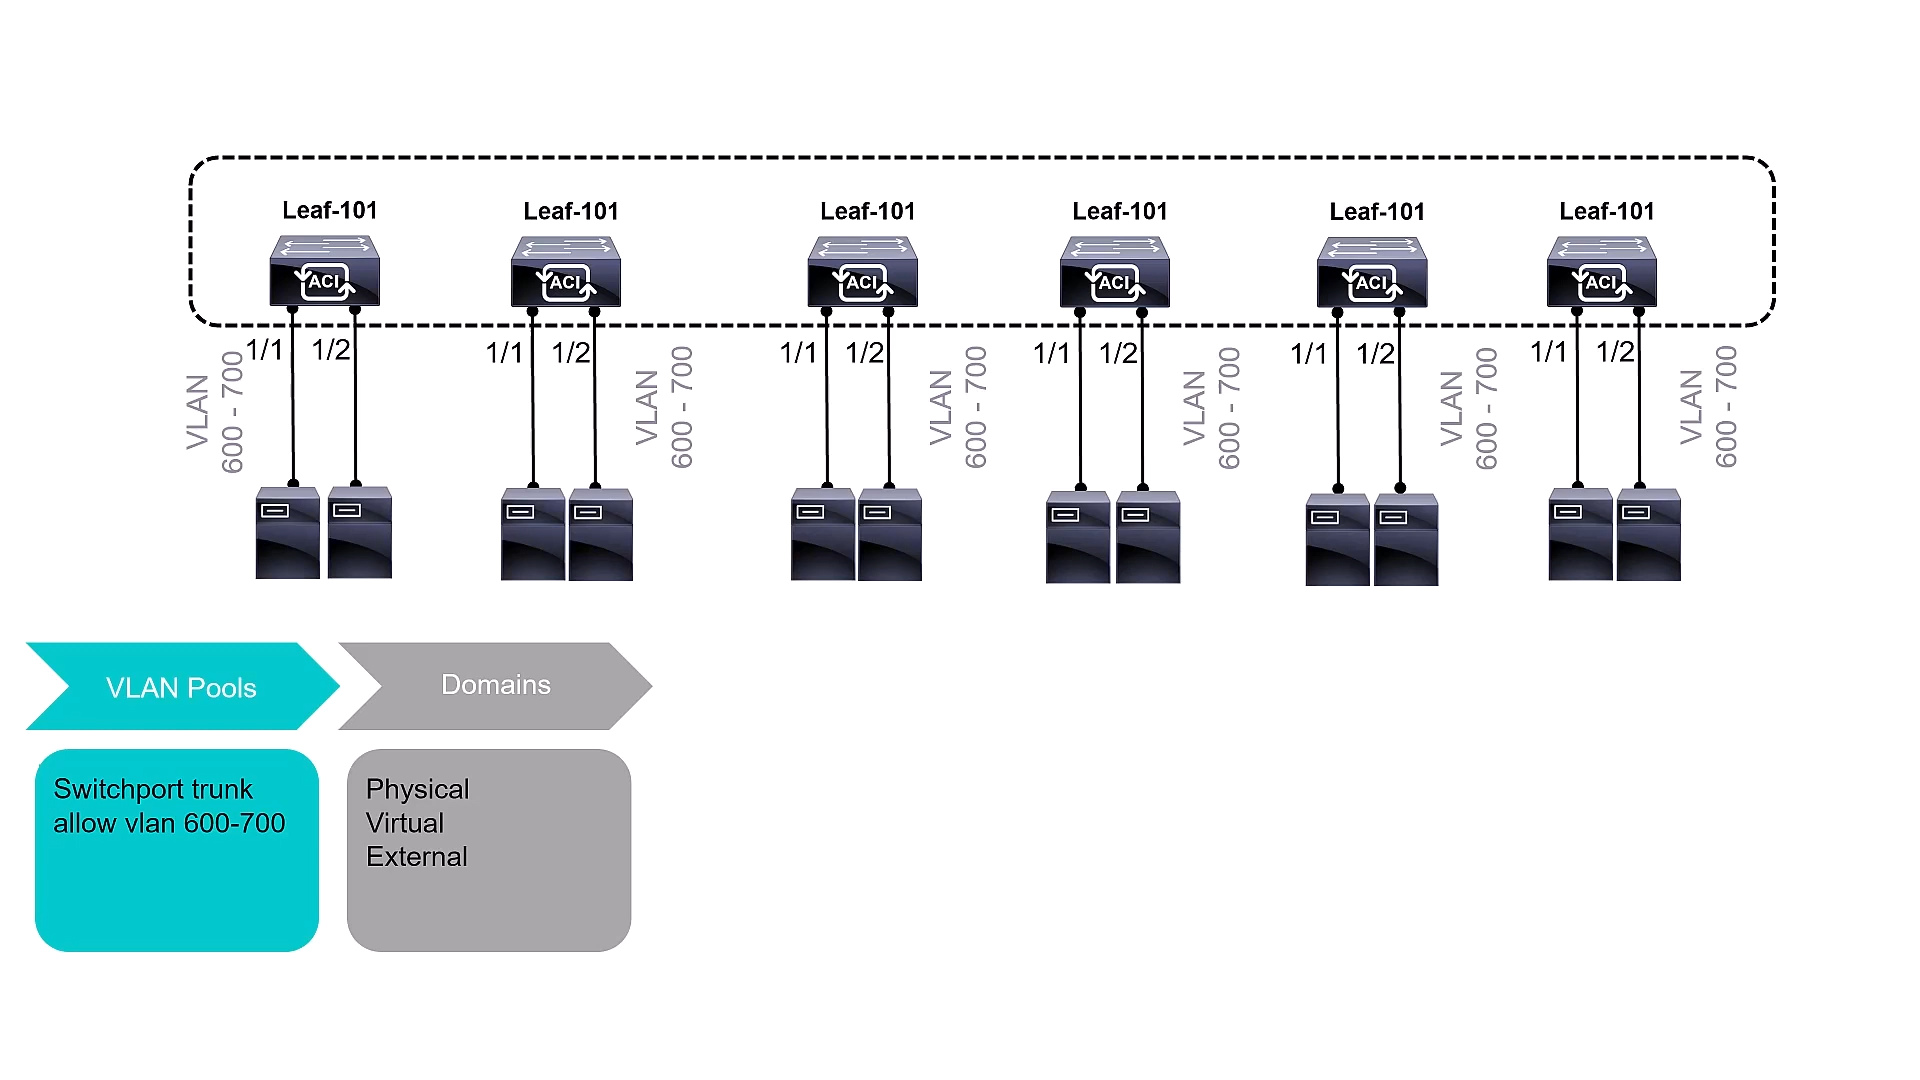 Leaf-101 Leaf-101 Leaf-101 Leaf-101 Leaf-101 Leaf-101
ACI ACI ACI ACI ACI ACI
1/1 1/2 1/1 1/2 1/1 1/2 1/1 1/2 1/1 1/2 1/1 1/2
VLAN
600 - 700
VLAN
600 - 700
VLAN
600 - 700
VLAN
600 - 700
VLAN
600 - 700
VLAN
600 - 700
VLAN Pools
Switchport trunk
allow vlan 600-700
Domains
Physical
Virtual
External